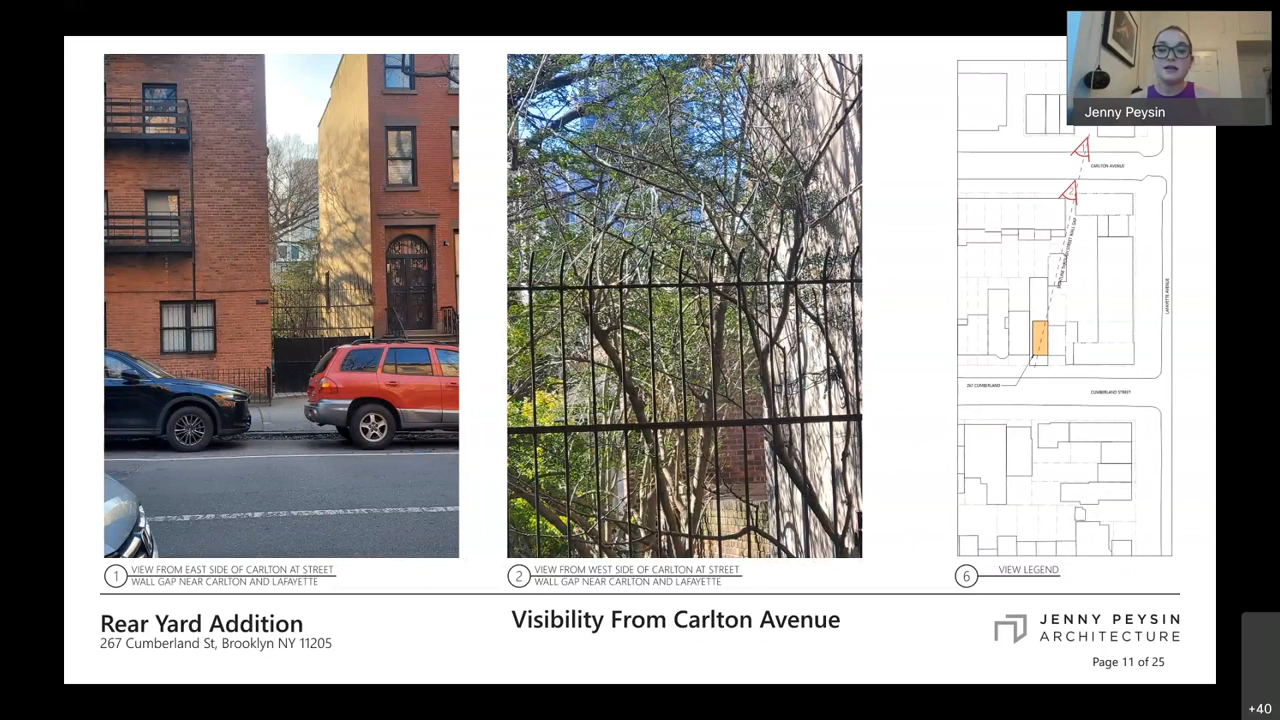 Jenny Peysin
CARLTON AVENUE
LAFAYETTE AVENUE
267 CUMBERLAND
CUMBERLAND STREET
1
VIEW FROM EAST SIDE OF CARLTON AT STREET
WALL GAP NEAR CARLTON AND LAFAYETTE
2
VIEW FROM WEST SIDE OF CARLTON AT STREET
WALL GAP NEAR CARLTON AND LAFAYETTE
6
VIEW LEGEND
Rear Yard Addition
267 Cumberland St, Brooklyn NY 11205
Visibility From Carlton Avenue
JENNY PEYSIN
ARCHITECTURE
Page 11 of 25
+40